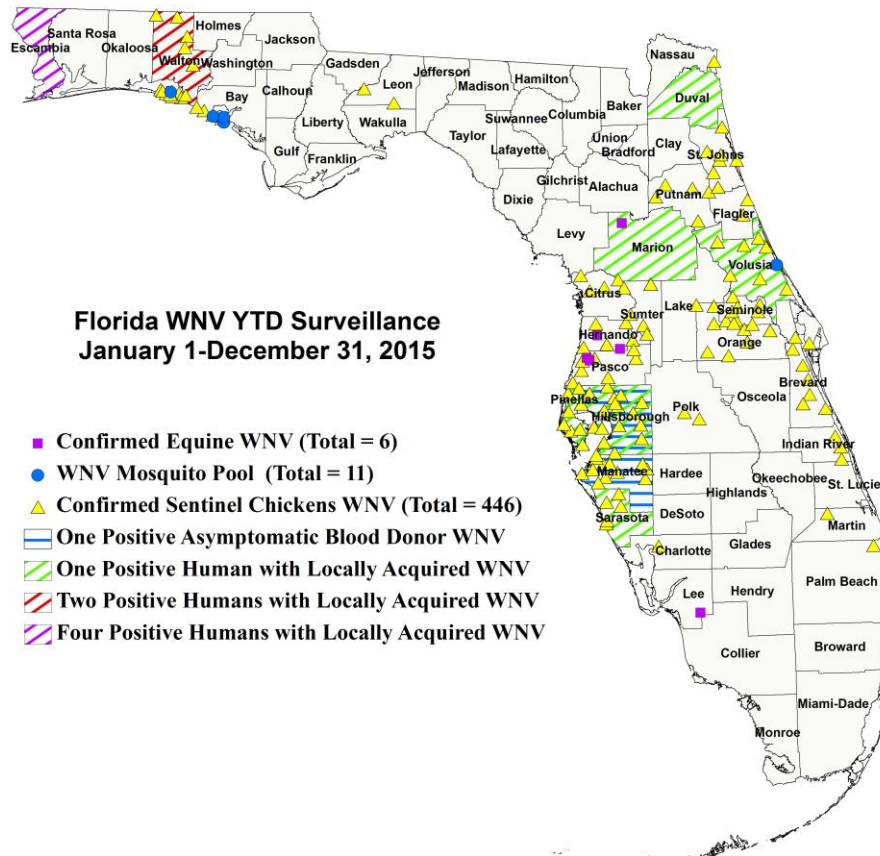 Holmes
Santa Rosa
Jackson
Escambia
Okaloosa
Walton
Washington
Gadsden
Jefferson
Hamilton
Nassau
Leon
Madison
Bay
Calhoun
Baker
Duval
Suwannee
Columbia
Liberty
Wakulla
Taylor
Union
Clay
Lafayette
Bradford
St. Johns
Gulf
Franklin
Gilchrist
Alachua
Putnam
Dixie
Flagler
Levy
Marion
Volusia
Citrus
Lake
Sumter
Seminole
Hernando
Orange
Pasco
Brevard
Osceola
Pinellas
Polk
Hillsborough
Indian River
Manatee
Hardee
Okeechobee
Highlands
St. Lucie
Sarasota
DeSoto
Martin
Charlotte
Glades
Palm Beach
Lee
Hendry
Broward
Collier
Miami-Dade
Monroe
Florida WNV YTD Surveillance
January 1-December 31, 2015
Confirmed Equine WNV (Total = 6)
WNV Mosquito Pool (Total = 11)
Confirmed Sentinel Chickens WNV (Total = 446)
One Positive Asymptomatic Blood Donor WNV
One Positive Human with Locally Acquired WNV
Two Positive Humans with Locally Acquired WNV
Four Positive Humans with Locally Acquired WNV